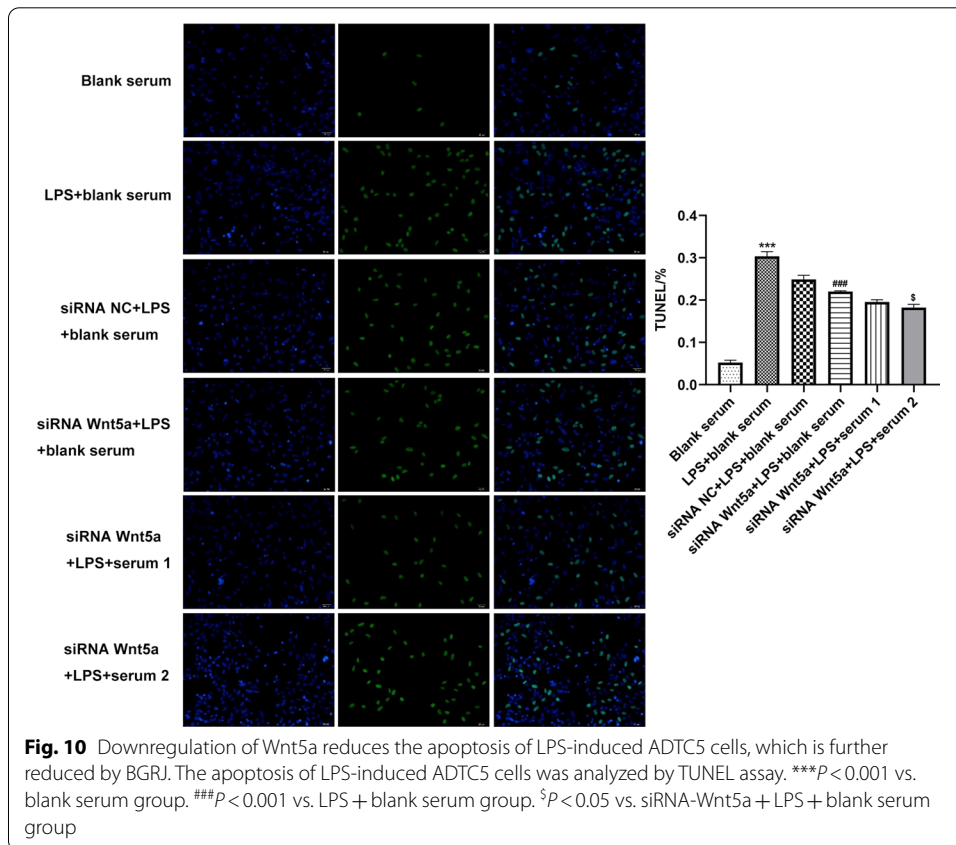 Blank serum
LPS+blank serum
siRNA NC+LPS
+blank serum
siRNA Wnt5a+LPS
+blank serum
siRNA Wnt5a
+LPS+serum 1
siRNA Wnt5a
+LPS+serum 2
TUNEL/%
0.4
0.3
0.2
0.1
0.0
***
###
$
Blank serum
LPS+blank serum
siRNA NC+LPS+blank serum
siRNA Wnt5a+LPS+blank serum
siRNA Wnt5a+LPS+serum 1
siRNA Wnt5a+LPS+serum 2
Fig. 10 Downregulation of Wnt5a reduces the apoptosis of LPS-induced ADTC5 cells, which is further
reduced by BGRJ. The apoptosis of LPS-induced ADTC5 cells was analyzed by TUNEL assay. ***P < 0.001 vs.
blank serum group. ###P < 0.001 vs. LPS + blank serum group. $P < 0.05 vs. siRNA-Wnt5a + LPS + blank serum
group